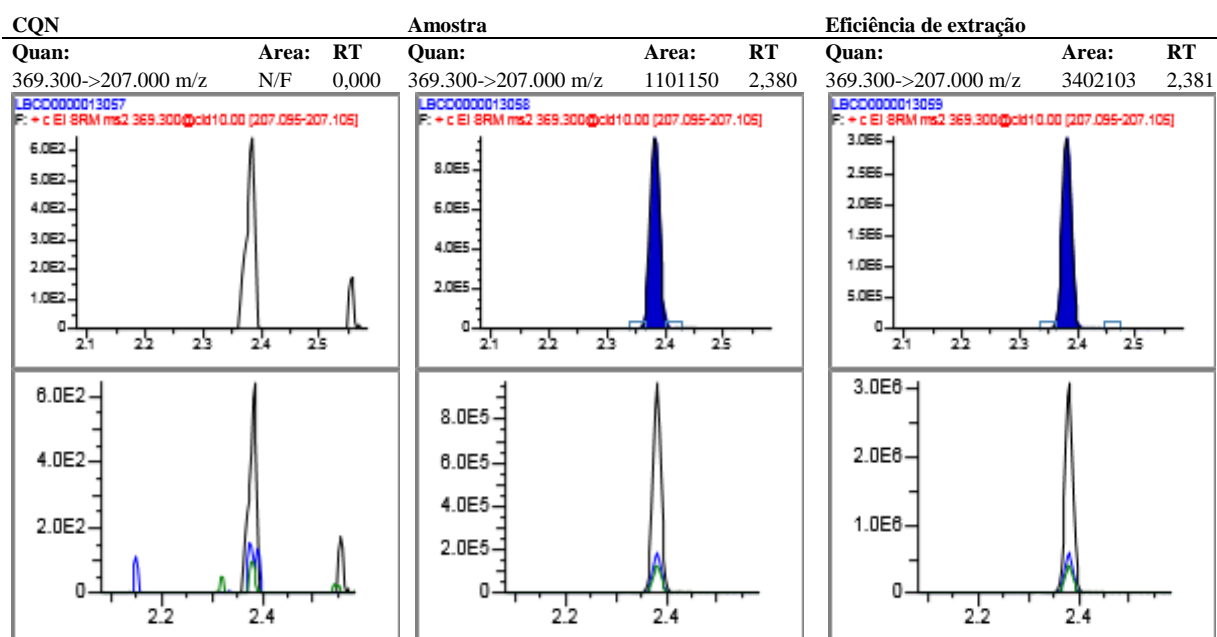 CQN Amostra Eficiência de extração
Quan: Area: RT Quan: Area: RT Quan: Area: RT
369.300->207.000 m/z N/F 0,000 369.300->207.000 m/z 1101150 2,380 369.300->207.000 m/z 3402103 2,381
LBCD0000013057
F: + c EI SRM ms2 369.300@cid10.00 [207.095-207.105]
6.0E2
5.0E2
4.0E2
3.0E2
2.0E2
1.0E2
0
2.1 2.2 2.3 2.4 2.5
LBCD0000013058
F: + c EI SRM ms2 369.300@cid10.00 [207.095-207.105]
8.0E5
6.0E5
4.0E5
2.0E5
0
2.1 2.2 2.3 2.4 2.5
LBCD0000013059
F: + c EI SRM ms2 369.300@cid10.00 [207.095-207.105]
3.0E6
2.5E6
2.0E6
1.5E6
1.0E6
5.0E5
0
2.1 2.2 2.3 2.4 2.5
6.0E2
4.0E2
2.0E2
0
2.2 2.4
8.0E5
6.0E5
4.0E5
2.0E5
0
2.2 2.4
3.0E6
2.0E6
1.0E6
0
2.2 2.4